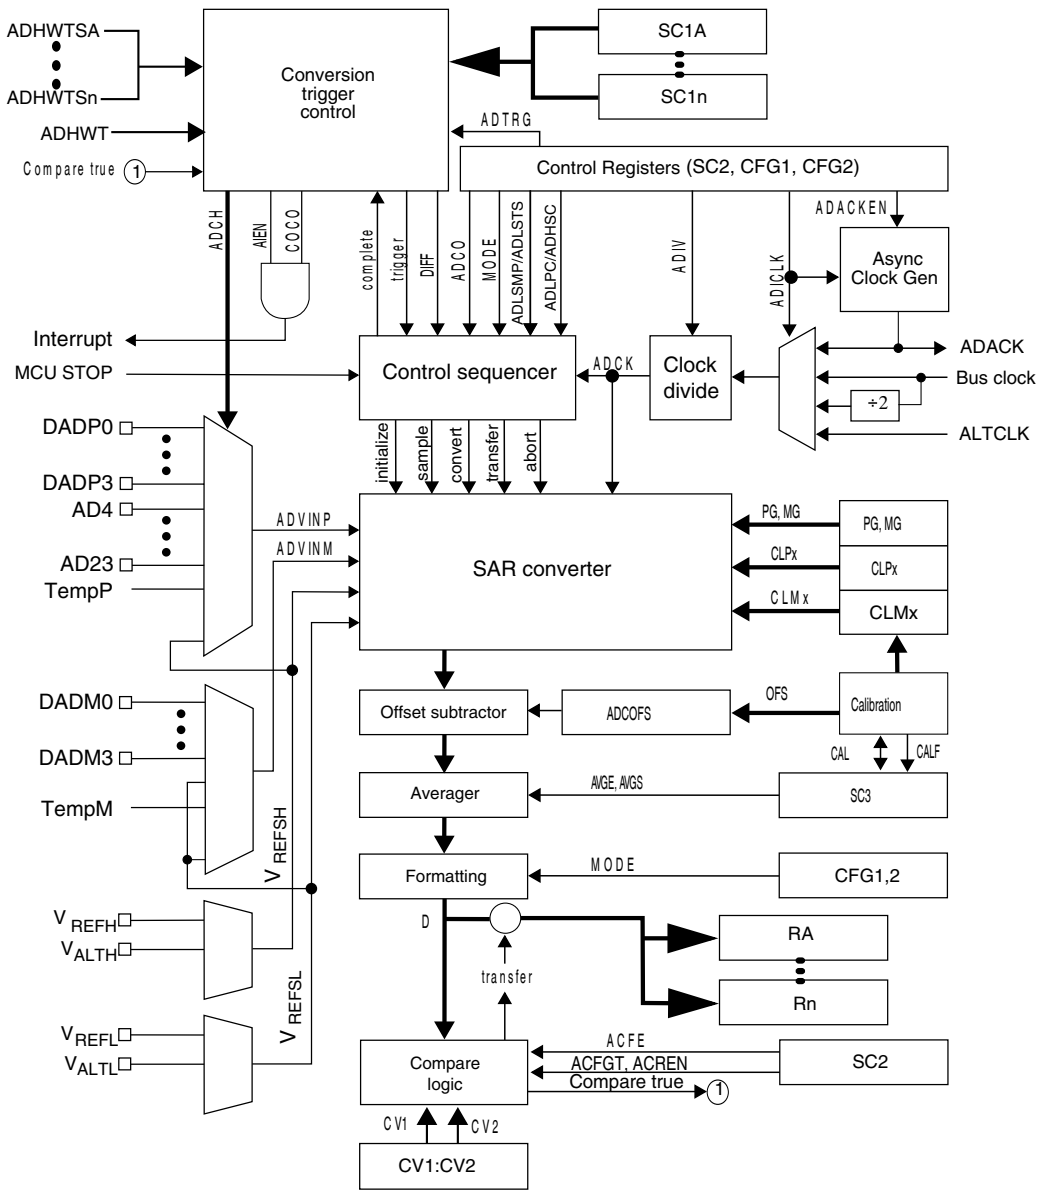 ADHWTSA
ADHWTSn
ADHWT
Compare true 1
Conversion
trigger
control
SC1A
SC1n
ADTRG
Control Registers (SC2, CFG1, CFG2)
ADACKEN
Async
Clock Gen
ADCH
AIEN
COCO
complete
trigger
DIFF
ADCO
MODE
ADLSMP/ADLSTS
ADLPC/ADHSC
ADIV
ADICLK
Interrupt
MCU STOP
Control sequencer
ADCK
Clock
divide
ADACK
Bus clock
÷2
ALTCLK
initialize
sample
convert
transfer
abort
DADP0
DADP3
AD4
AD23
TempP
ADVINP
ADVINM
SAR converter
PG, MG
PG, MG
CLPx
CLPx
CLMx
CLMx
DADM0
DADM3
TempM
Offset subtractor
ADCOFS
OFS
Calibration
CAL
CALF
Averager
AVGE, AVGS
SC3
Formatting
MODE
CFG1,2
V REFSH
V REFSL
V REFH
VALTH
V REFL
VALTL
D
transfer
RA
Rn
Compare
logic
ACFE
ACFGT, ACREN
Compare true 1
SC2
CV1
CV2
CV1:CV2